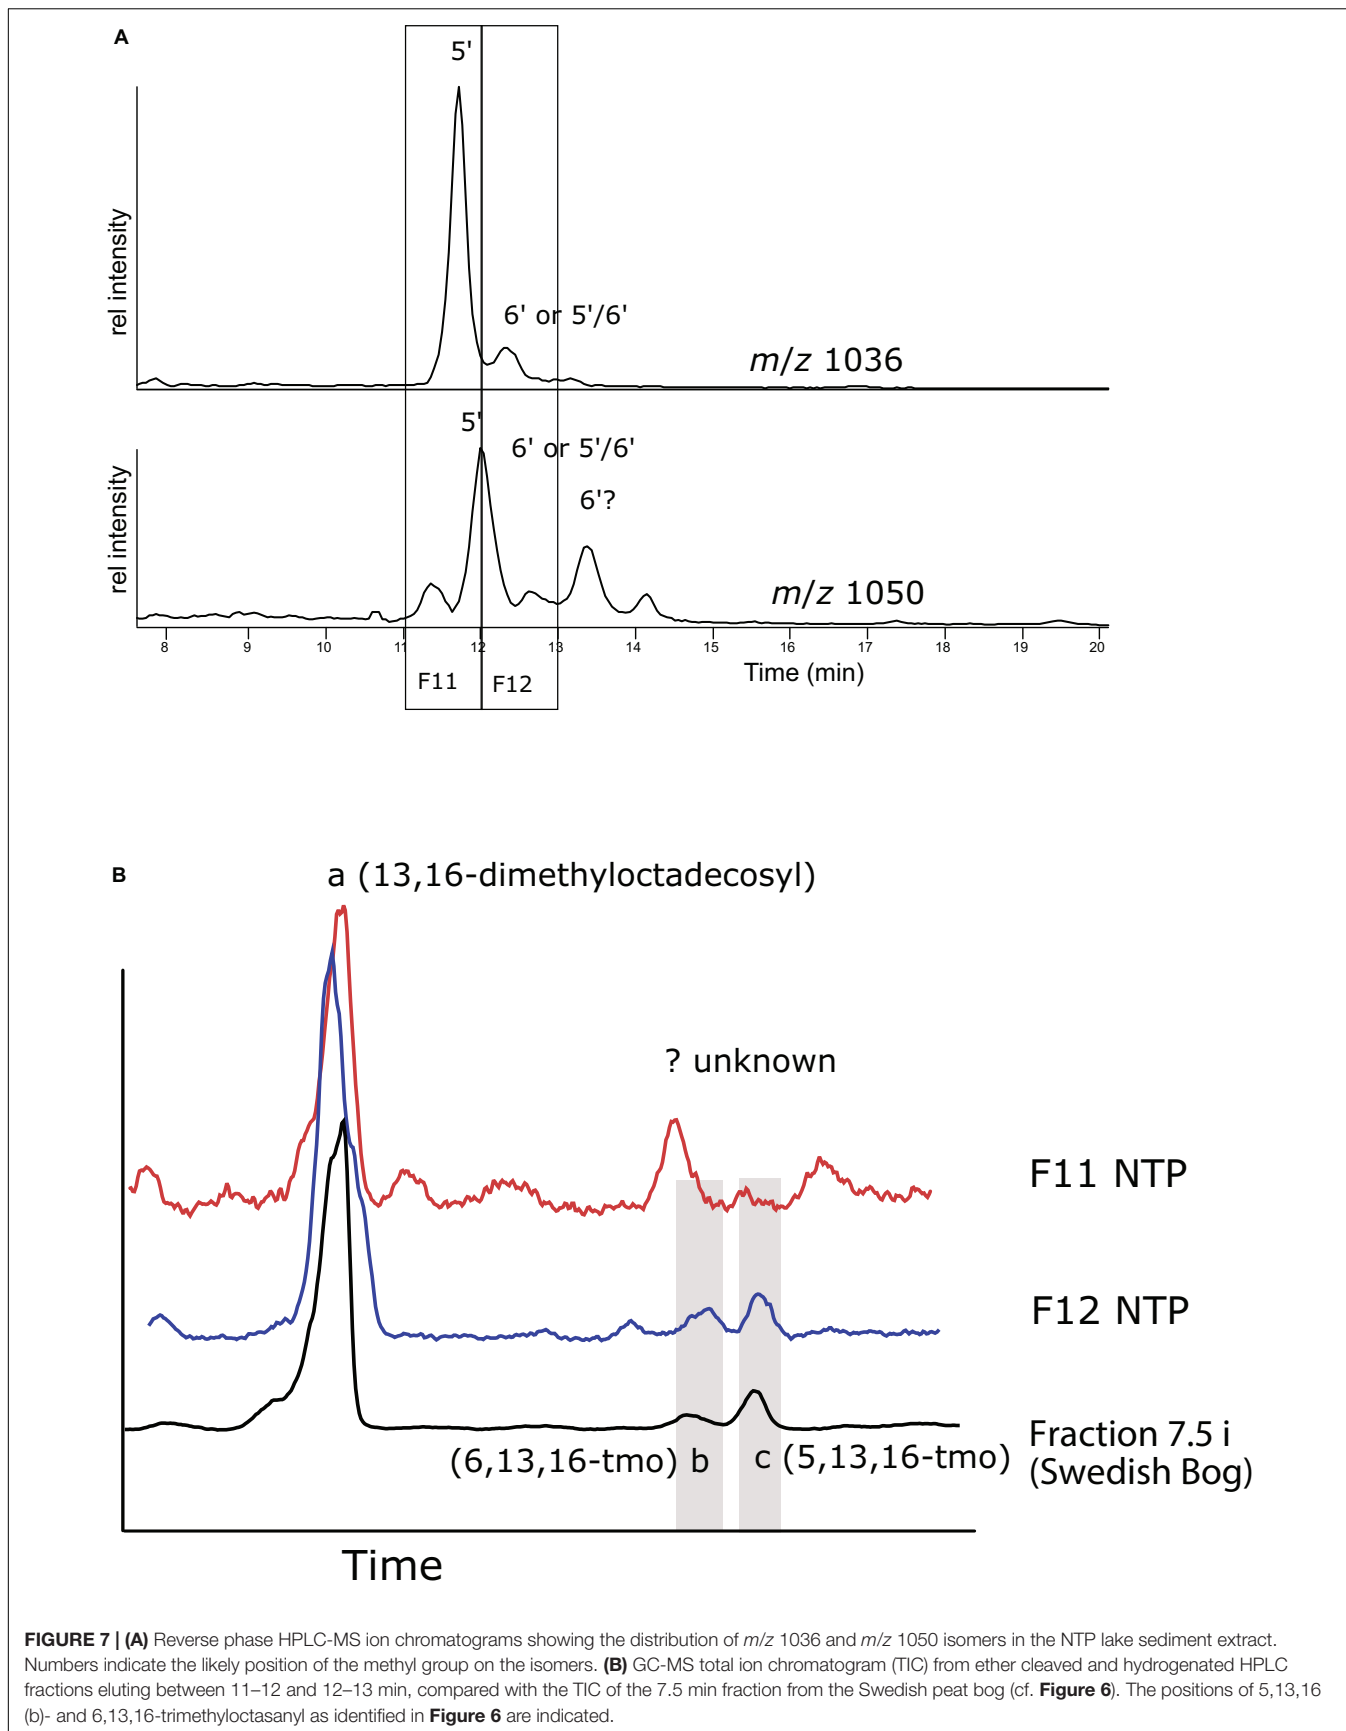 A
5'
rel intensity
6' or 5'/6'
m/z 1036
5'
6' or 5'/6'
6'?
rel intensity
m/z 1050
8 9 10 11 12 13 14 15 16 17 18 19 20
Time (min)
F11 F12
B
a (13,16-dimethyloctadecosyl)
? unknown
F11 NTP
F12 NTP
(6,13,16-tmo) b c (5,13,16-tmo)
Fraction 7.5 i
(Swedish Bog)
Time
FIGURE 7 | (A) Reverse phase HPLC-MS ion chromatograms showing the distribution of m/z 1036 and m/z 1050 isomers in the NTP lake sediment extract.
Numbers indicate the likely position of the methyl group on the isomers. (B) GC-MS total ion chromatogram (TIC) from ether cleaved and hydrogenated HPLC
fractions eluting between 11–12 and 12–13 min, compared with the TIC of the 7.5 min fraction from the Swedish peat bog (cf. Figure 6). The positions of 5,13,16
(b)- and 6,13,16-trimethyloctasanyl as identified in Figure 6 are indicated.